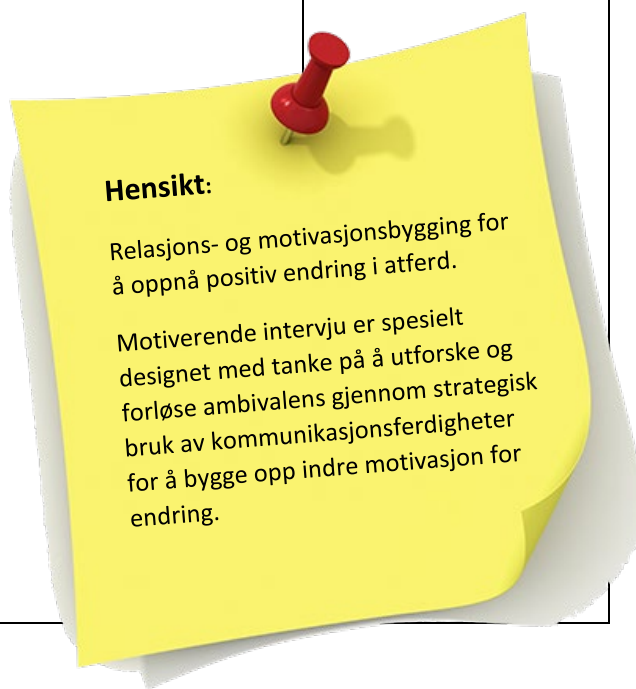 Hensikt:
Relasjons- og motivasjonsbygging for
å oppnå positiv endring i atferd.
Motiverende intervju er spesielt
designet med tanke på å utforske og
forløse ambivalens gjennom strategisk
bruk av kommunikasjonsferdigheter
for å bygge opp indre motivasjon for
endring.